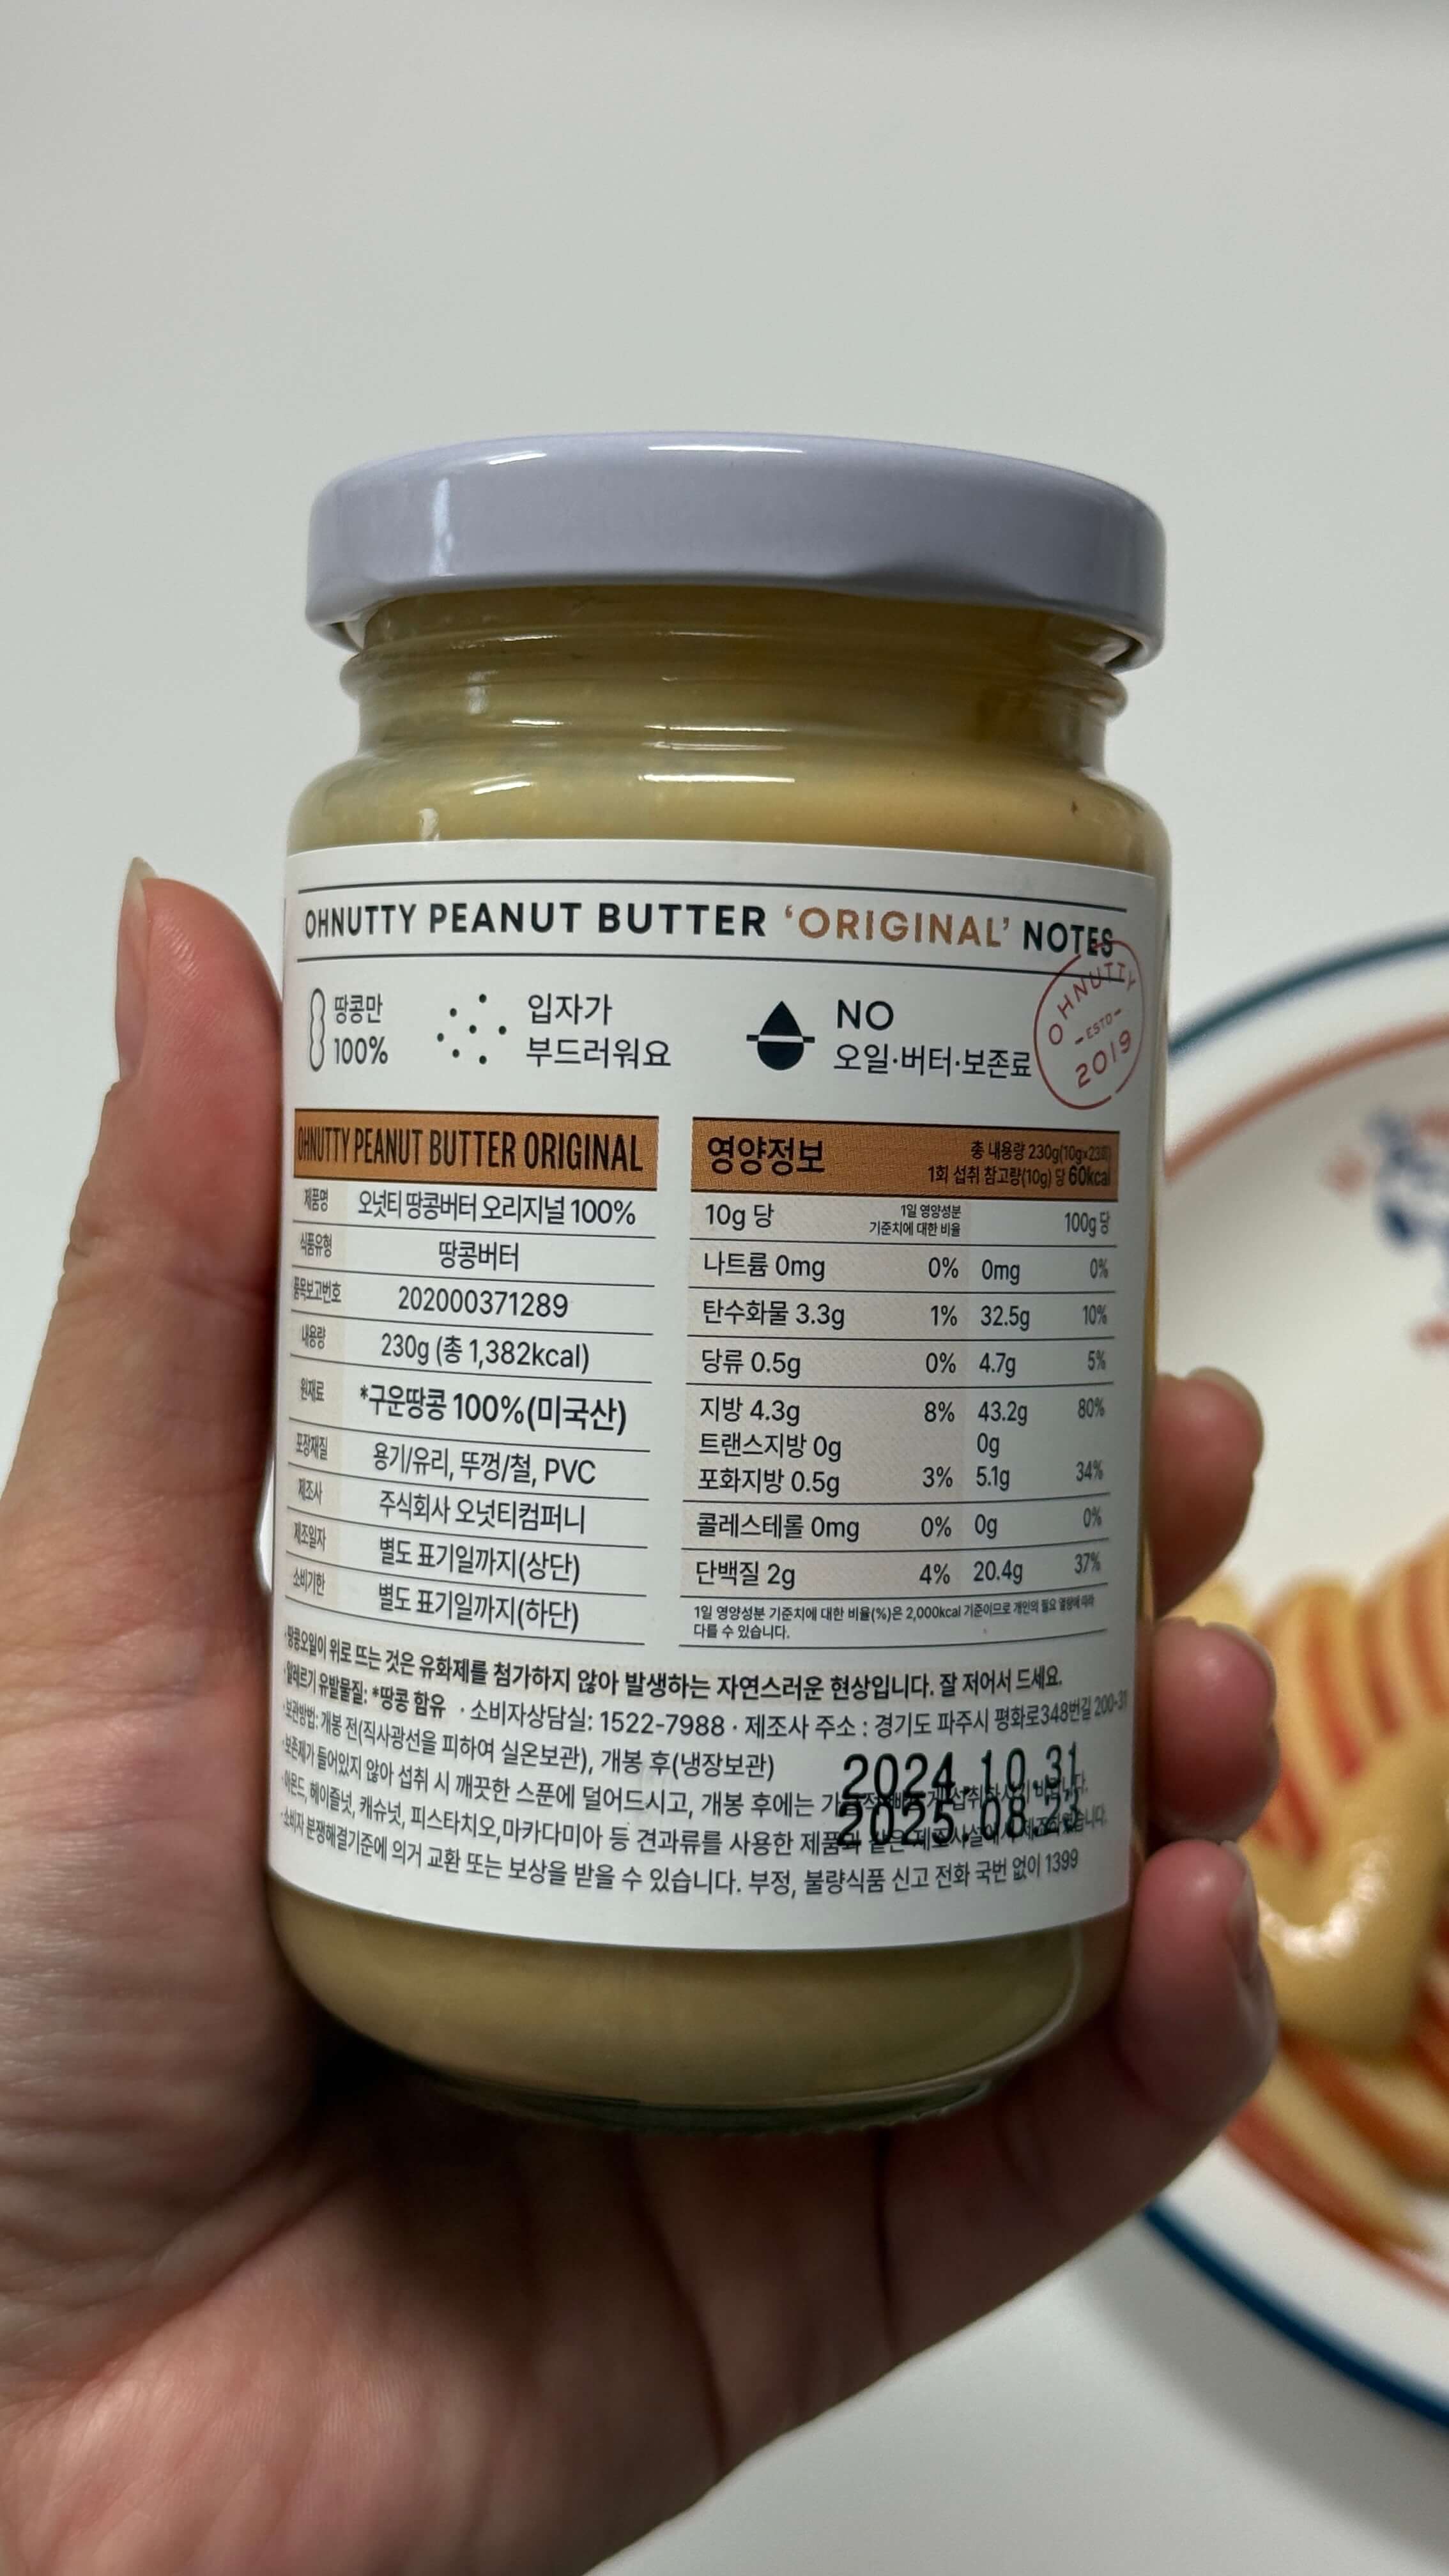 OHNUTTY PEANUT BUTTER 'ORIGINAL' NOTES
땅콩만
100%
입자가
부드러워요
NO
오일·버터·보존료
OHNUTTY
-ESTD-
2019
OHNUTTY PEANUT BUTTER ORIGINAL
제품명 오넛티 땅콩버터 오리지널 100%
식품유형 땅콩버터
품목보고번호 202000371289
내용량 230g (총 1,382kcal)
원재료 *구운땅콩 100%(미국산)
포장재질 용기/유리, 뚜껑/철, PVC
제조사 주식회사 오넛티컴퍼니
제조일자 별도 표기일까지(상단)
소비기한 별도 표기일까지(하단)
영양정보 총 내용량 230g(10g×23회)
1회 섭취 참고량(10g) 당 60kcal
10g 당 1일 영양성분 기준치에 대한 비율 100g 당
나트륨 0mg 0% 0mg 0%
탄수화물 3.3g 1% 32.5g 10%
당류 0.5g 0% 4.7g 5%
지방 4.3g 8% 43.2g 80%
트랜스지방 0g 0g
포화지방 0.5g 3% 5.1g 34%
콜레스테롤 0mg 0% 0g 0%
단백질 2g 4% 20.4g 37%
1일 영양성분 기준치에 대한 비율(%)은 2,000kcal 기준이므로 개인의 필요 열량에 따라
다를 수 있습니다.
·땅콩오일이 위로 뜨는 것은 유화제를 첨가하지 않아 발생하는 자연스러운 현상입니다. 잘 저어서 드세요.
·알레르기 유발물질: *땅콩 함유 ·소비자상담실: 1522-7988 · 제조사 주소 : 경기도 파주시 평화로348번길 200-31
·보관방법: 개봉 전(직사광선을 피하여 실온보관), 개봉 후(냉장보관)
2024.10.31
·보존제가 들어있지 않아 섭취 시 깨끗한 스푼에 덜어드시고, 개봉 후에는
2025.08.23
·아몬드, 헤이즐넛, 캐슈넛, 피스타치오,마카다미아 등 견과류를 사용한 제품과 같은 제조시설에서 제조하였습니다.
·소비자 분쟁해결기준에 의거 교환 또는 보상을 받을 수 있습니다. 부정, 불량식품 신고 전화 국번 없이 1399